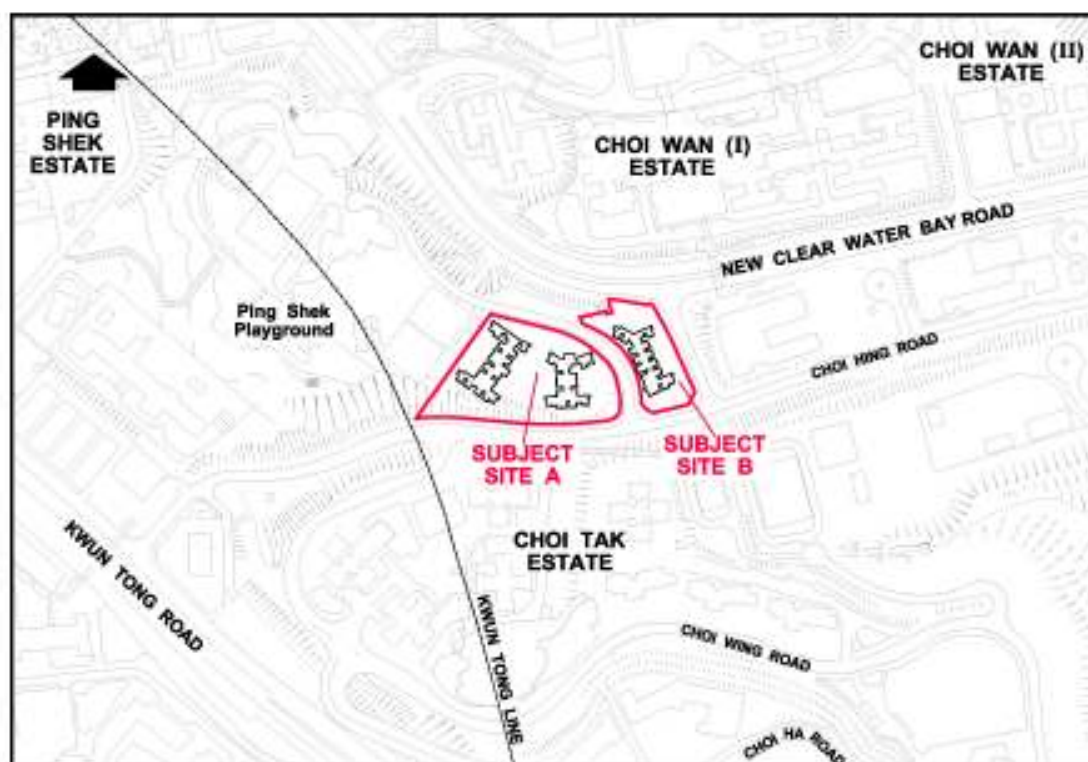 CHOI WAN (II)
ESTATE
PING
SHEK
ESTATE
CHOI WAN (I)
ESTATE
NEW CLEAR WATER BAY ROAD
Ping Shek
Playground
CHOI HING ROAD
SUBJECT
SITE A
SUBJECT
SITE B
CHOI TAK
ESTATE
KWUN TONG ROAD
KWUN TONG LINE
CHOI WING ROAD
CHOI HA ROAD